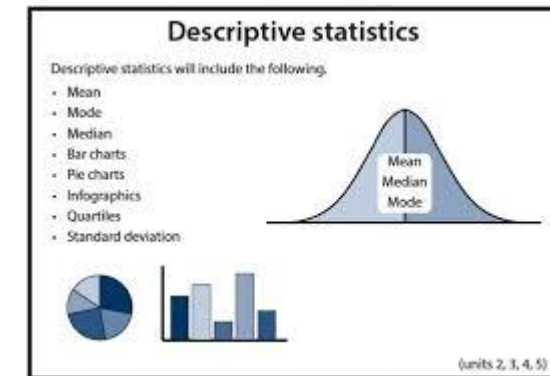 Descriptive statistics
Descriptive statistics will include the following.
• Mean
• Mode
• Median
• Bar charts
• Pie charts
• Infographics
• Quartiles
• Standard deviation
Mean
Median
Mode
(units 2, 3, 4, 5)